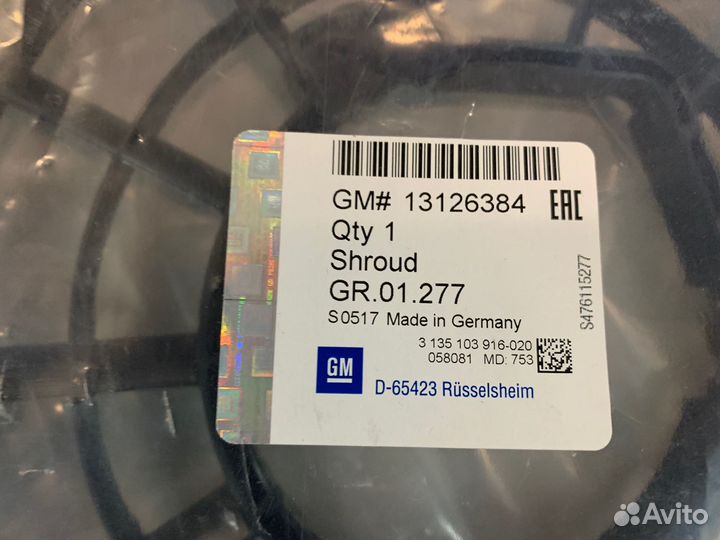 GM# 13126384
EAC
Qty 1
Shroud
GR.01.277
S0517 Made in Germany
3 135 103 916-020
058081 MD: 753
GM
D-65423 Rüsselsheim
S476115277
Avito